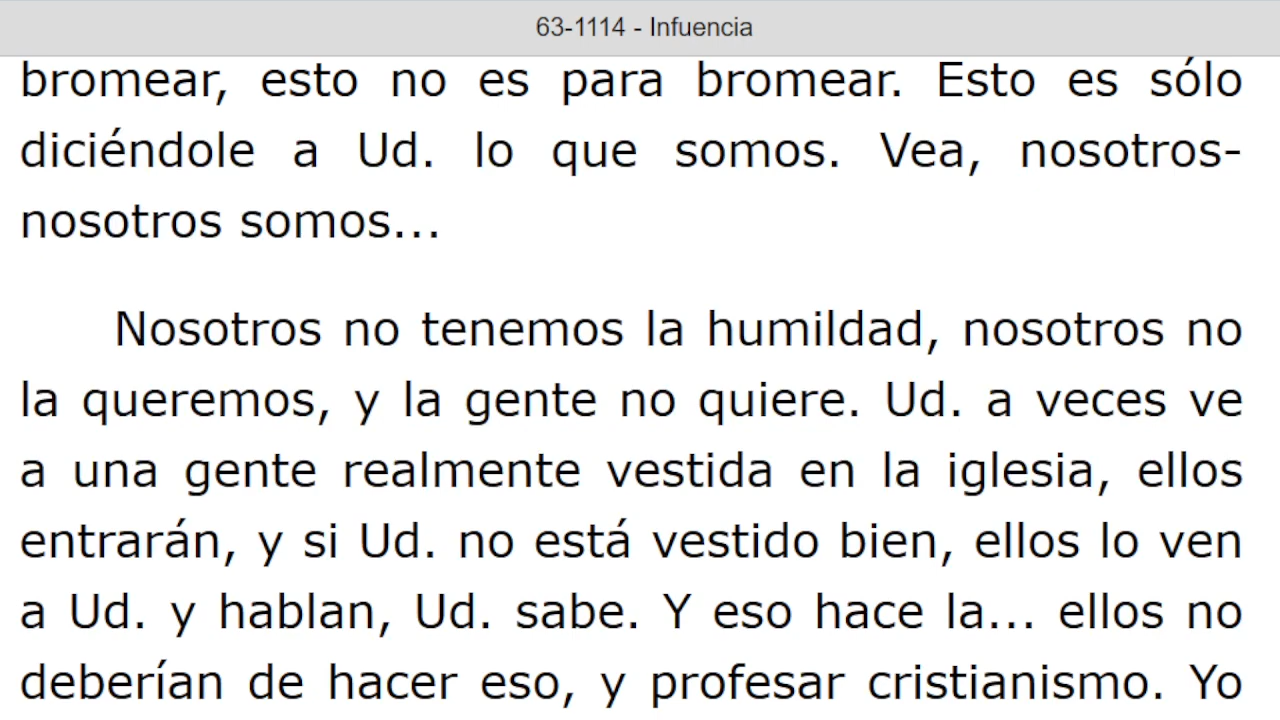 63-1114 - Infuencia
bromear, esto no es para bromear. Esto es sólo
diciéndole a Ud. lo que somos. Vea, nosotros-
nosotros somos…
Nosotros no tenemos la humildad, nosotros no
la queremos, y la gente no quiere. Ud. a veces ve
a una gente realmente vestida en la iglesia, ellos
entrarán, y si Ud. no está vestido bien, ellos lo ven
a Ud. y hablan, Ud. sabe. Y eso hace la… ellos no
deberían de hacer eso, y profesar cristianismo. Yo